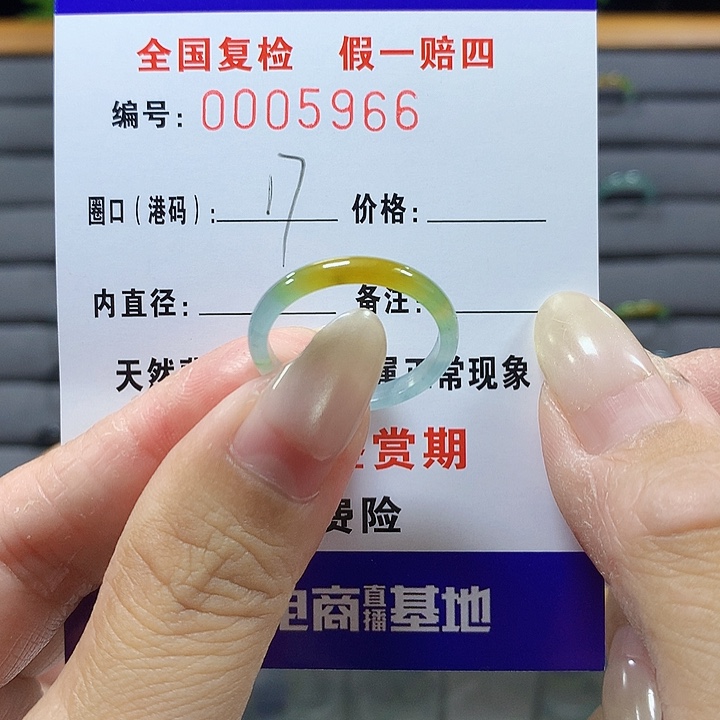 全国复检 假一赔四
编号: 0005966
圈口(港码): 17 价格:
内直径: 备注:
天然 正常现象
赏期
费险
电商直播基地